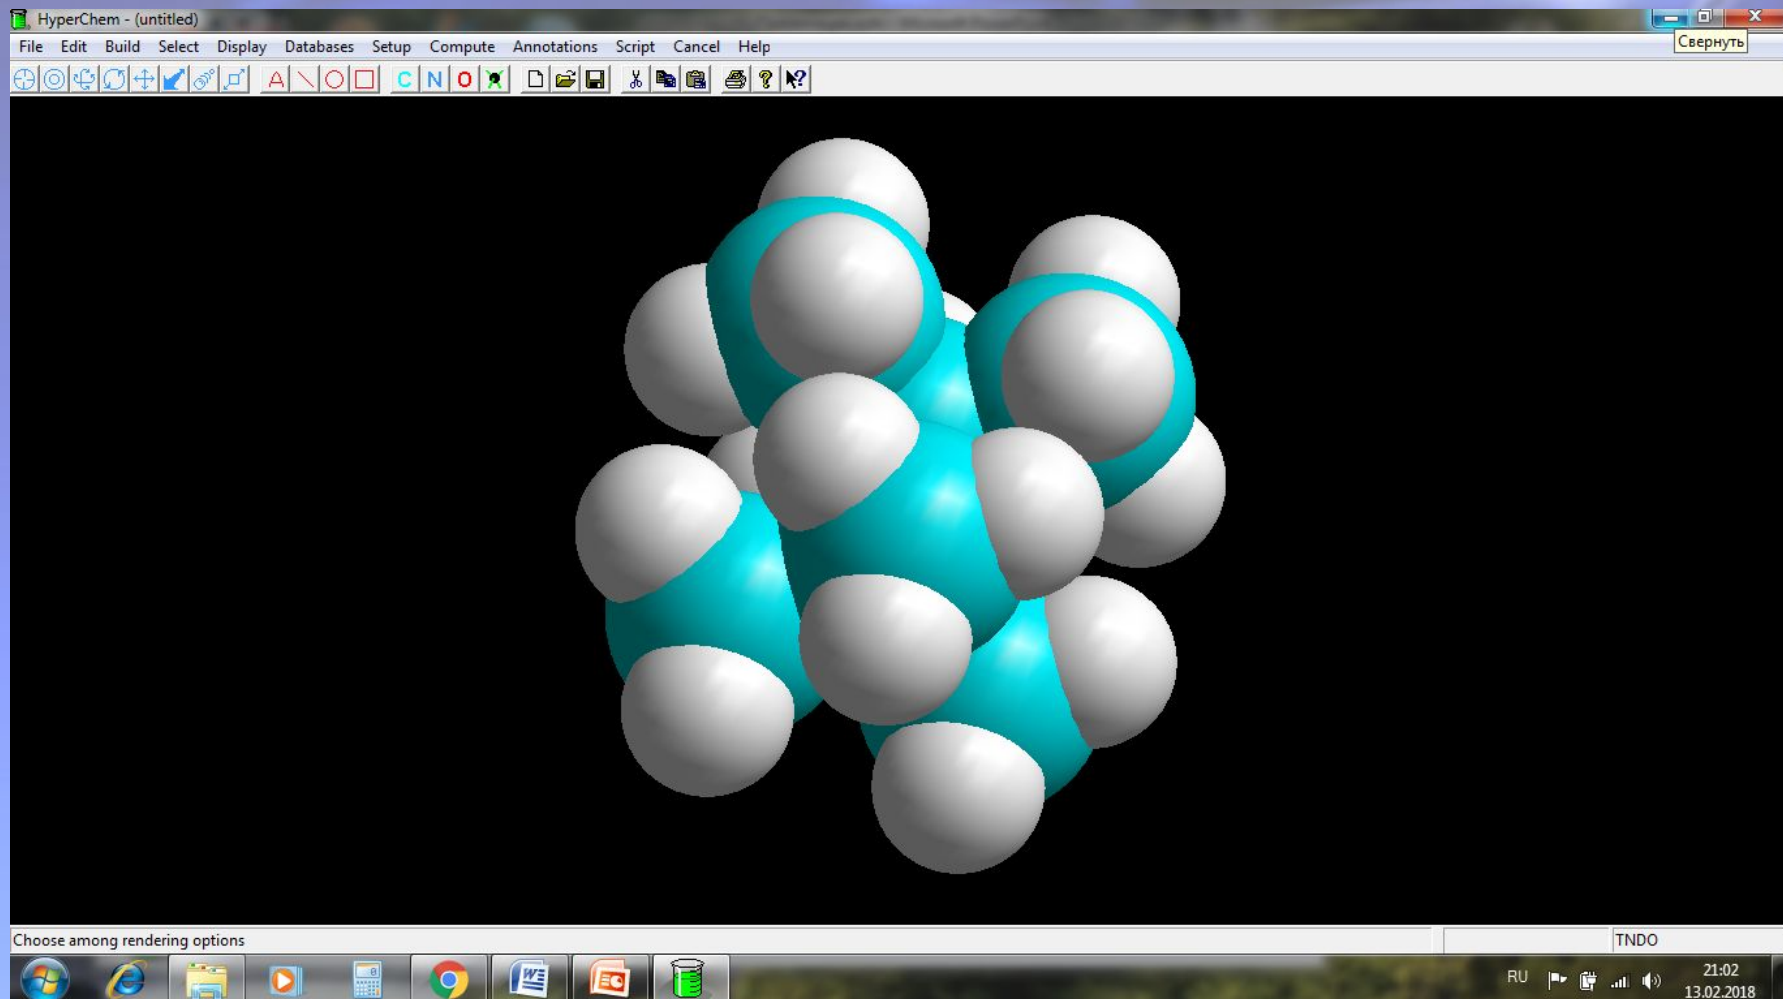 HyperChem - (untitled)
Свернуть
File Edit Build Select Display Databases Setup Compute Annotations Script Cancel Help
A C N O ? ?
Choose among rendering options
TNDO
W
RU
21:02
13.02.2018